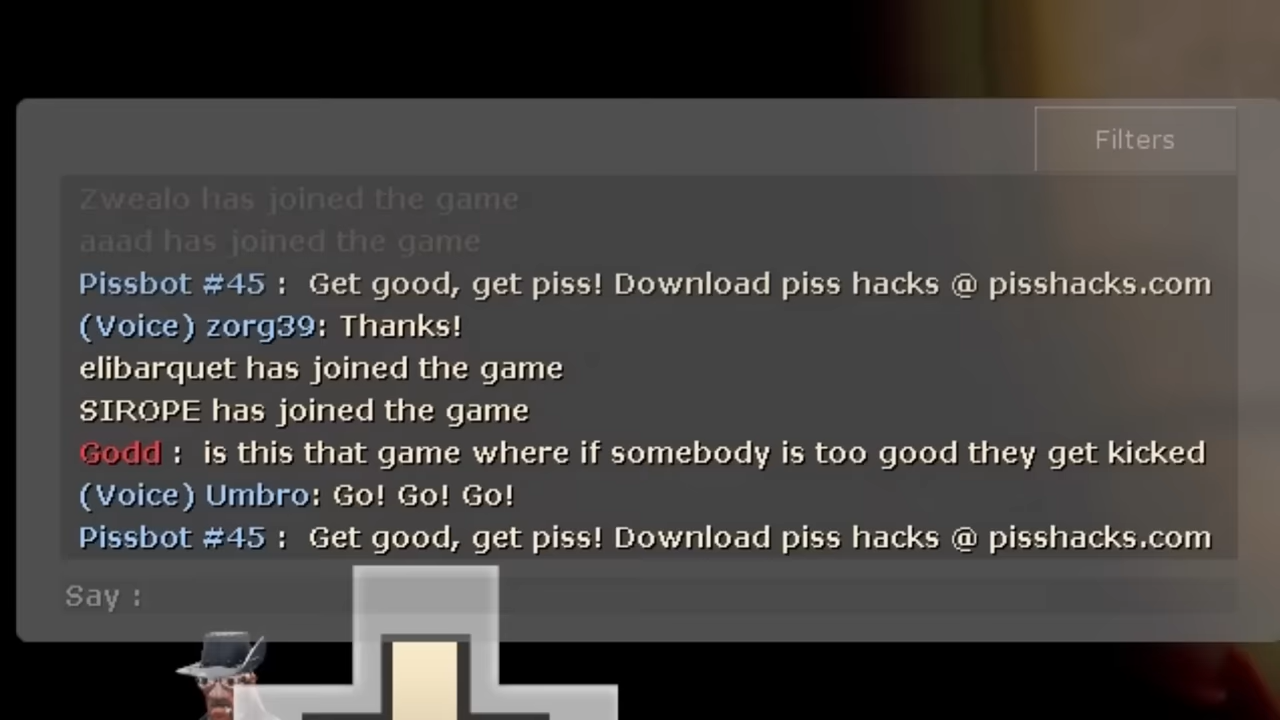 Filters
Zwealo has joined the game
aaad has joined the game
Pissbot #45 :  Get good, get piss! Download piss hacks @ pisshacks.com
(Voice) zorg39: Thanks!
elibarquet has joined the game
SIROPE has joined the game
Godd :  is this that game where if somebody is too good they get kicked
(Voice) Umbro: Go! Go! Go!
Pissbot #45 :  Get good, get piss! Download piss hacks @ pisshacks.com
Say :